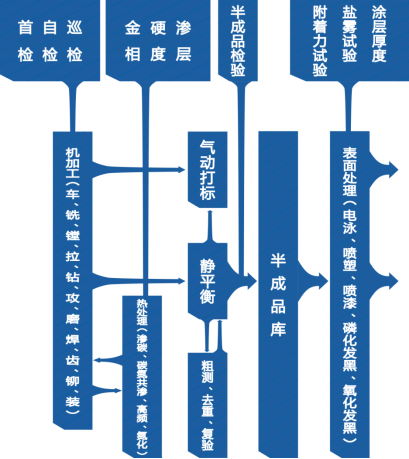 首检
自检
巡检
金相
硬度
渗层
半成品检验
附着力试验
盐雾试验
涂层厚度
机加工(车、铣、镗、拉、钻、攻、磨、焊、齿、铆、装)
气动打标
静平衡
热处理(渗碳、碳氮共渗、高频、氮化)
粗测、去重、复验
半成品库
表面处理(电泳、喷塑、喷漆、磷化发黑、氧化发黑)